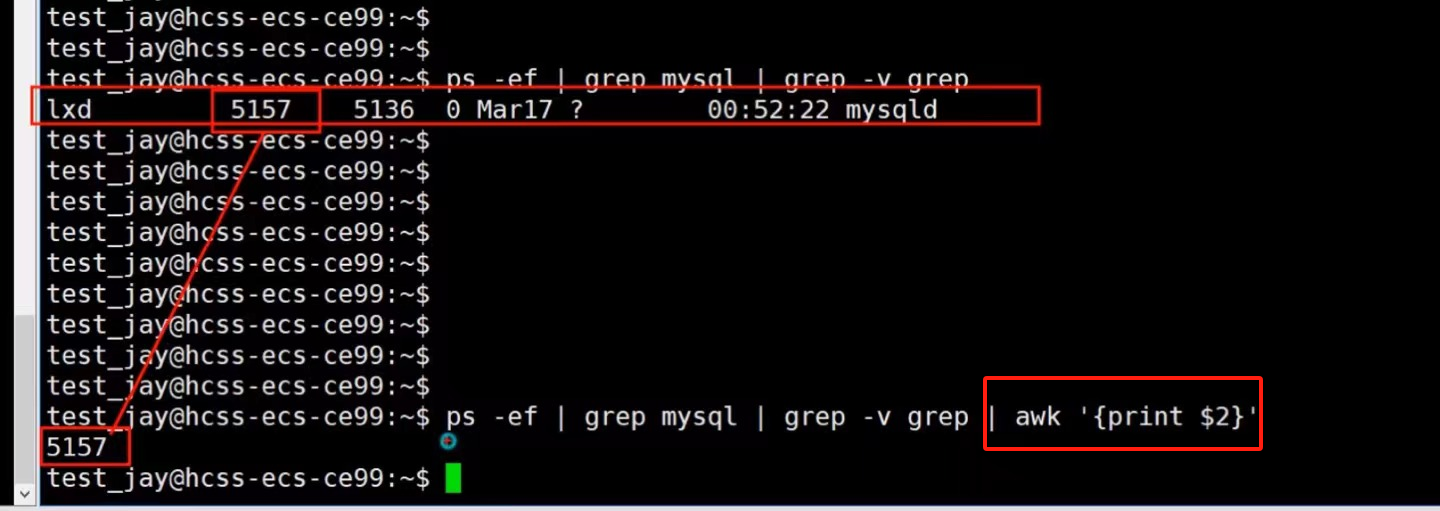 test_jay@hcss-ecs-ce99:~$
test_jay@hcss-ecs-ce99:~$
test_jay@hcss-ecs-ce99:~$ ps -ef | grep mysql | grep -v grep
lxd         5157    5136  0 Mar17 ?        00:52:22 mysqld
test_jay@hcss-ecs-ce99:~$
test_jay@hcss-ecs-ce99:~$
test_jay@hcss-ecs-ce99:~$
test_jay@hcss-ecs-ce99:~$
test_jay@hcss-ecs-ce99:~$
test_jay@hcss-ecs-ce99:~$
test_jay@hcss-ecs-ce99:~$
test_jay@hcss-ecs-ce99:~$
test_jay@hcss-ecs-ce99:~$
test_jay@hcss-ecs-ce99:~$ ps -ef | grep mysql | grep -v grep | awk '{print $2}'
5157
test_jay@hcss-ecs-ce99:~$